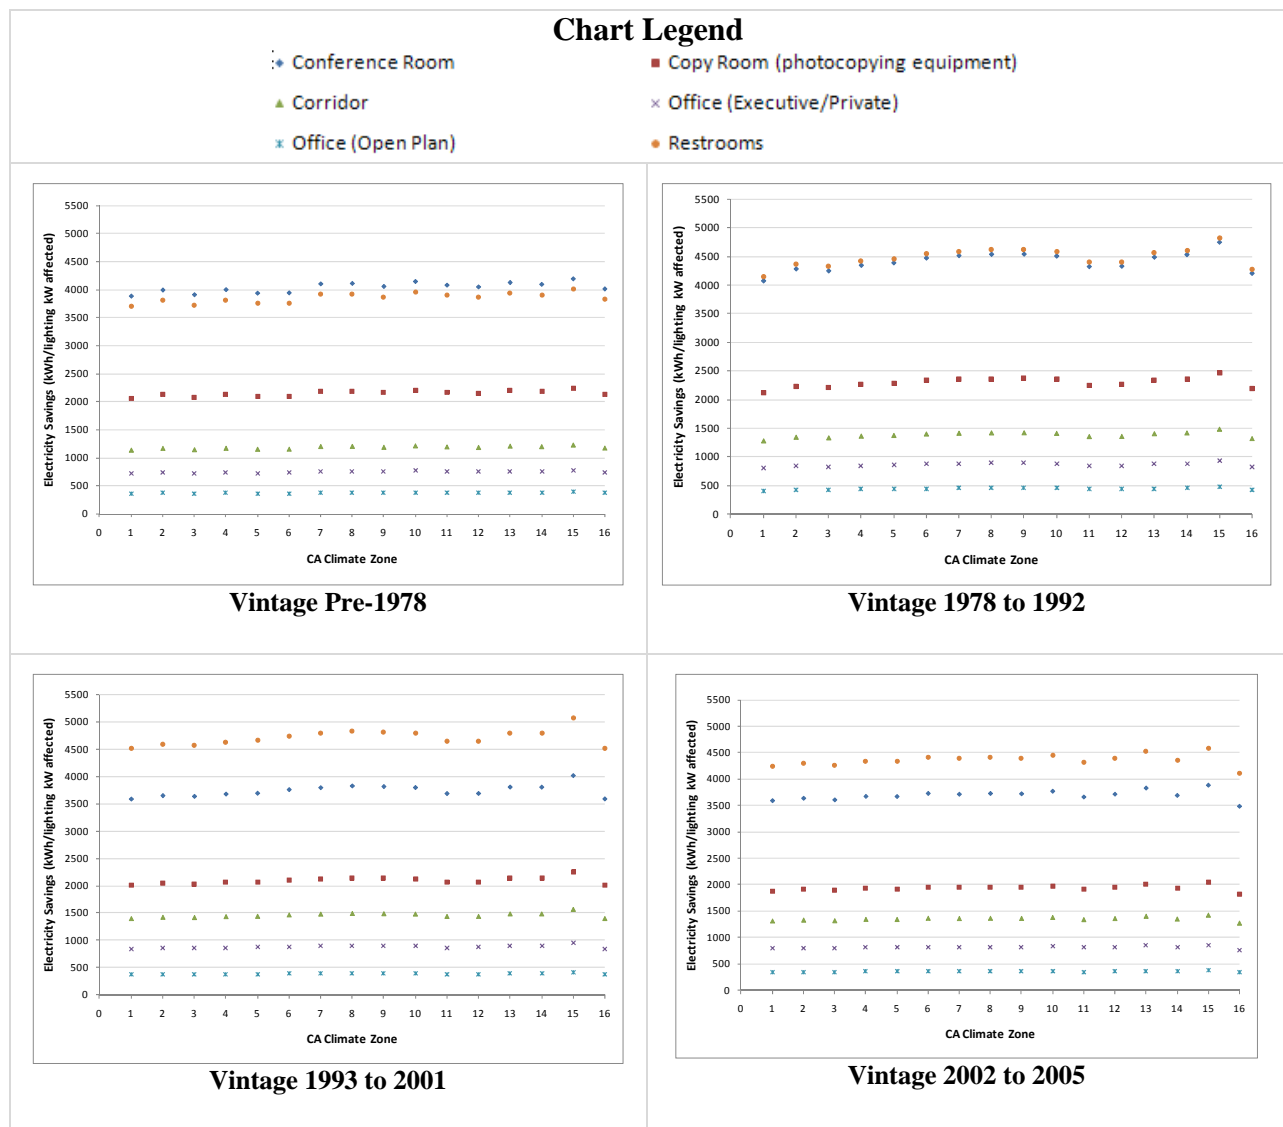 Chart Legend
Conference Room
Copy Room (photocopying equipment)
Corridor
Office (Executive/Private)
Office (Open Plan)
Restrooms
Electricity Savings (kWh/lighting kW affected)
5500
5000
4500
4000
3500
3000
2500
2000
1500
1000
500
0
0 1 2 3 4 5 6 7 8 9 10 11 12 13 14 15 16
CA Climate Zone
Vintage Pre-1978
Electricity Savings (kWh/lighting kW affected)
5500
5000
4500
4000
3500
3000
2500
2000
1500
1000
500
0
0 1 2 3 4 5 6 7 8 9 10 11 12 13 14 15 16
CA Climate Zone
Vintage 1978 to 1992
Electricity Savings (kWh/lighting kW affected)
5500
5000
4500
4000
3500
3000
2500
2000
1500
1000
500
0
0 1 2 3 4 5 6 7 8 9 10 11 12 13 14 15 16
CA Climate Zone
Vintage 1993 to 2001
Electricity Savings (kWh/lighting kW affected)
5500
5000
4500
4000
3500
3000
2500
2000
1500
1000
500
0
0 1 2 3 4 5 6 7 8 9 10 11 12 13 14 15 16
CA Climate Zone
Vintage 2002 to 2005